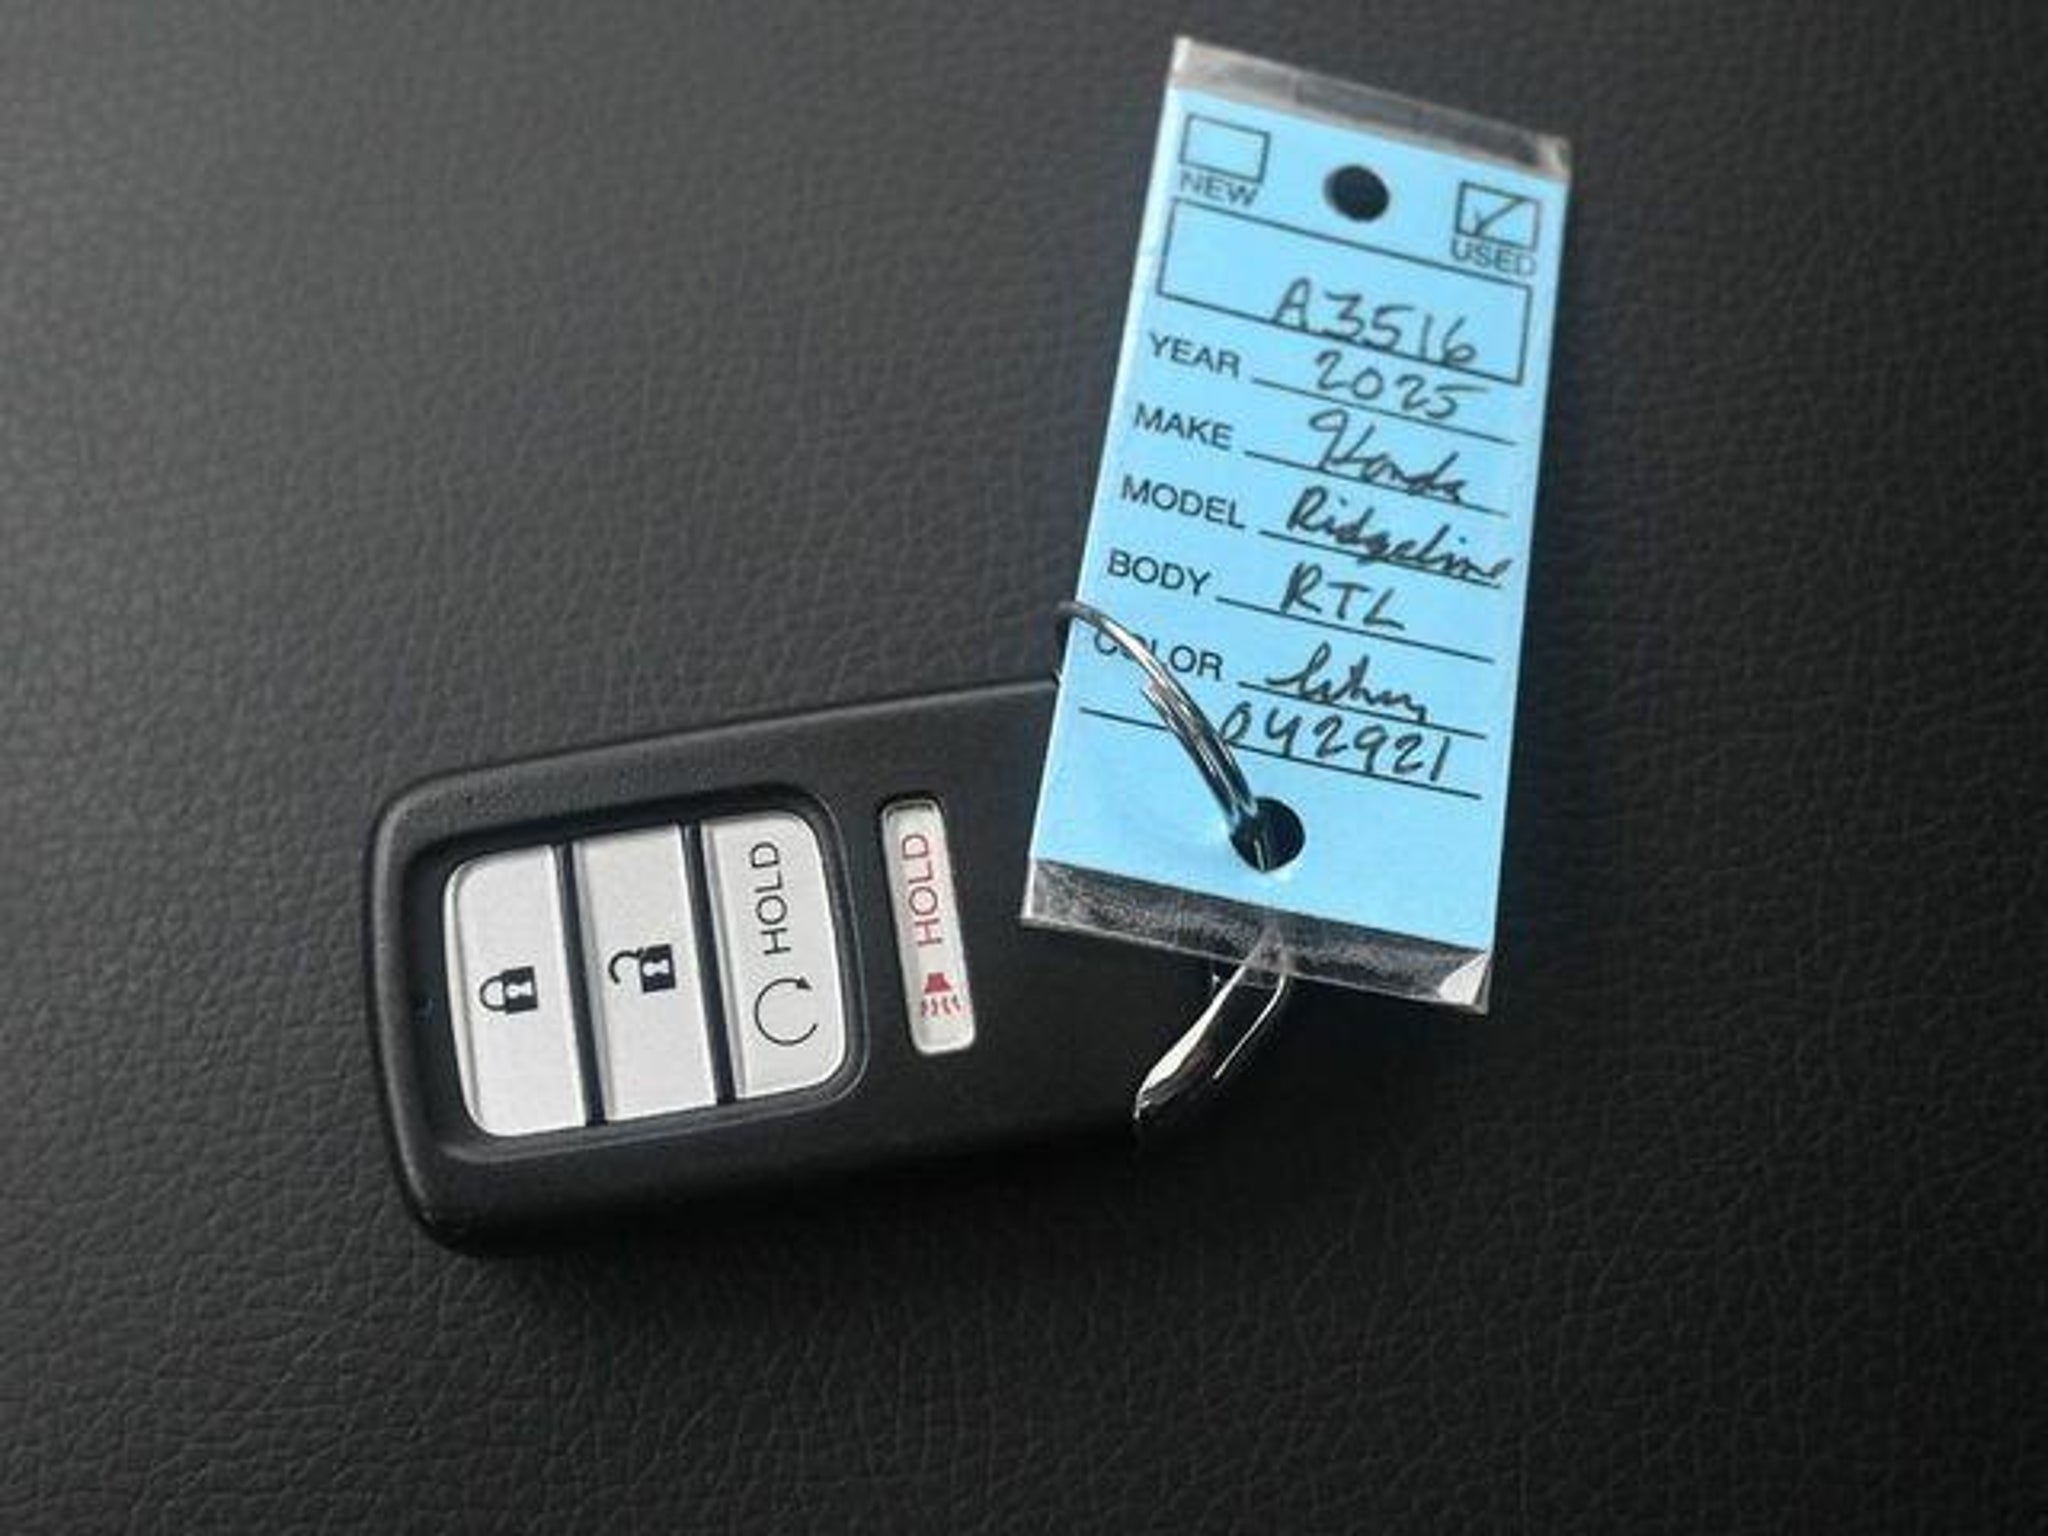 NEW
USED
A3516
YEAR 2025
MAKE Honda
MODEL Ridgeline
BODY RTL
COLOR
042921
HOLD
HOLD